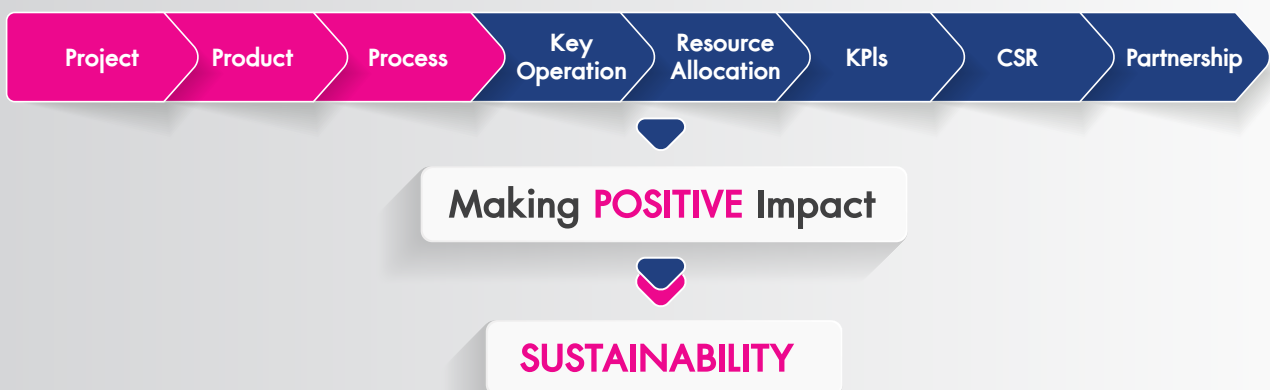 Project
Product
Process
Key
Operation
Resource
Allocation
KPIs
CSR
Partnership
Making POSITIVE Impact
SUSTAINABILITY